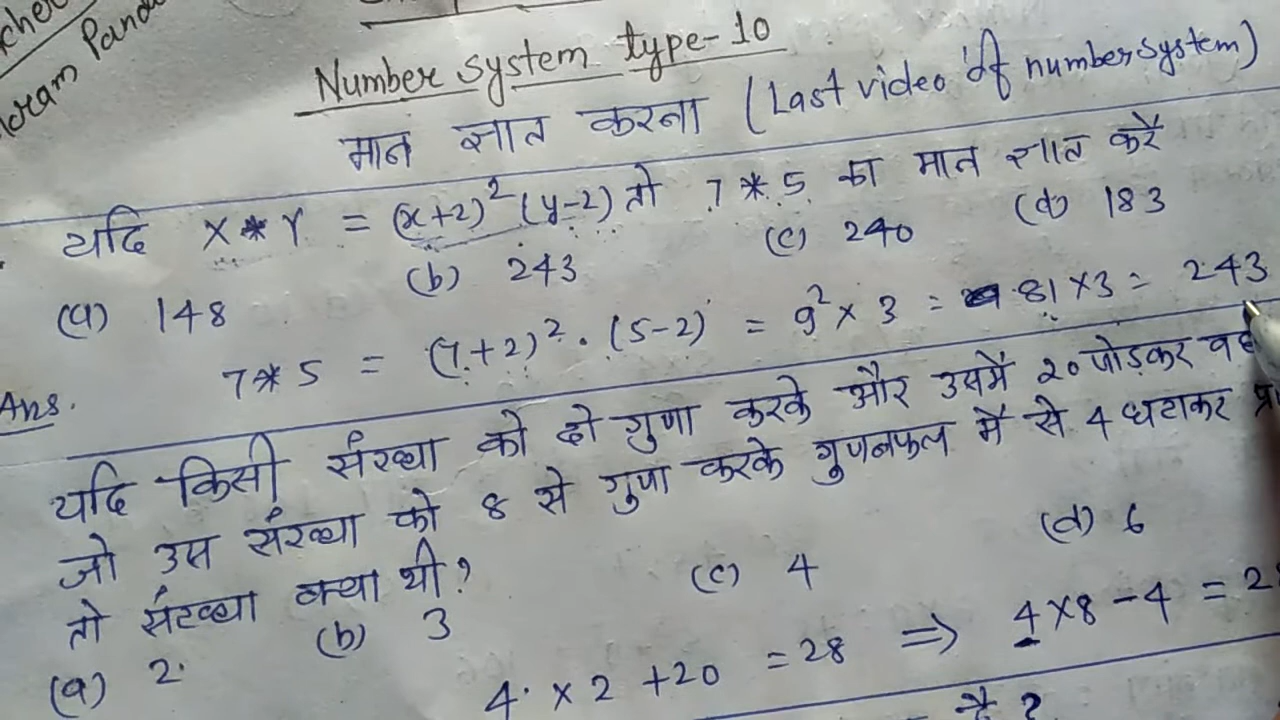 Number system type-10
मान ज्ञात करना (Last video of number system)
यदि X * Y = (x+2)² (y-2) तो 7 * 5 का मान ज्ञात करै
(a) 148 (b) 243 (c) 240 (d) 183
Ans. 7 * 5 = (7+2)² . (5-2) = 9² × 3 = 81 × 3 = 243
यदि किसी संख्या को दो गुणा करके और उसमें 20 जोड़कर वह
जो उस संख्या को 8 से गुणा करके गुणनफल में से 4 घटाकर
तो संख्या क्या थी?
(a) 2 (b) 3 (c) 4 (d) 6
4 × 2 + 20 = 28 ⇒ 4 × 8 - 4 = 2
है ?